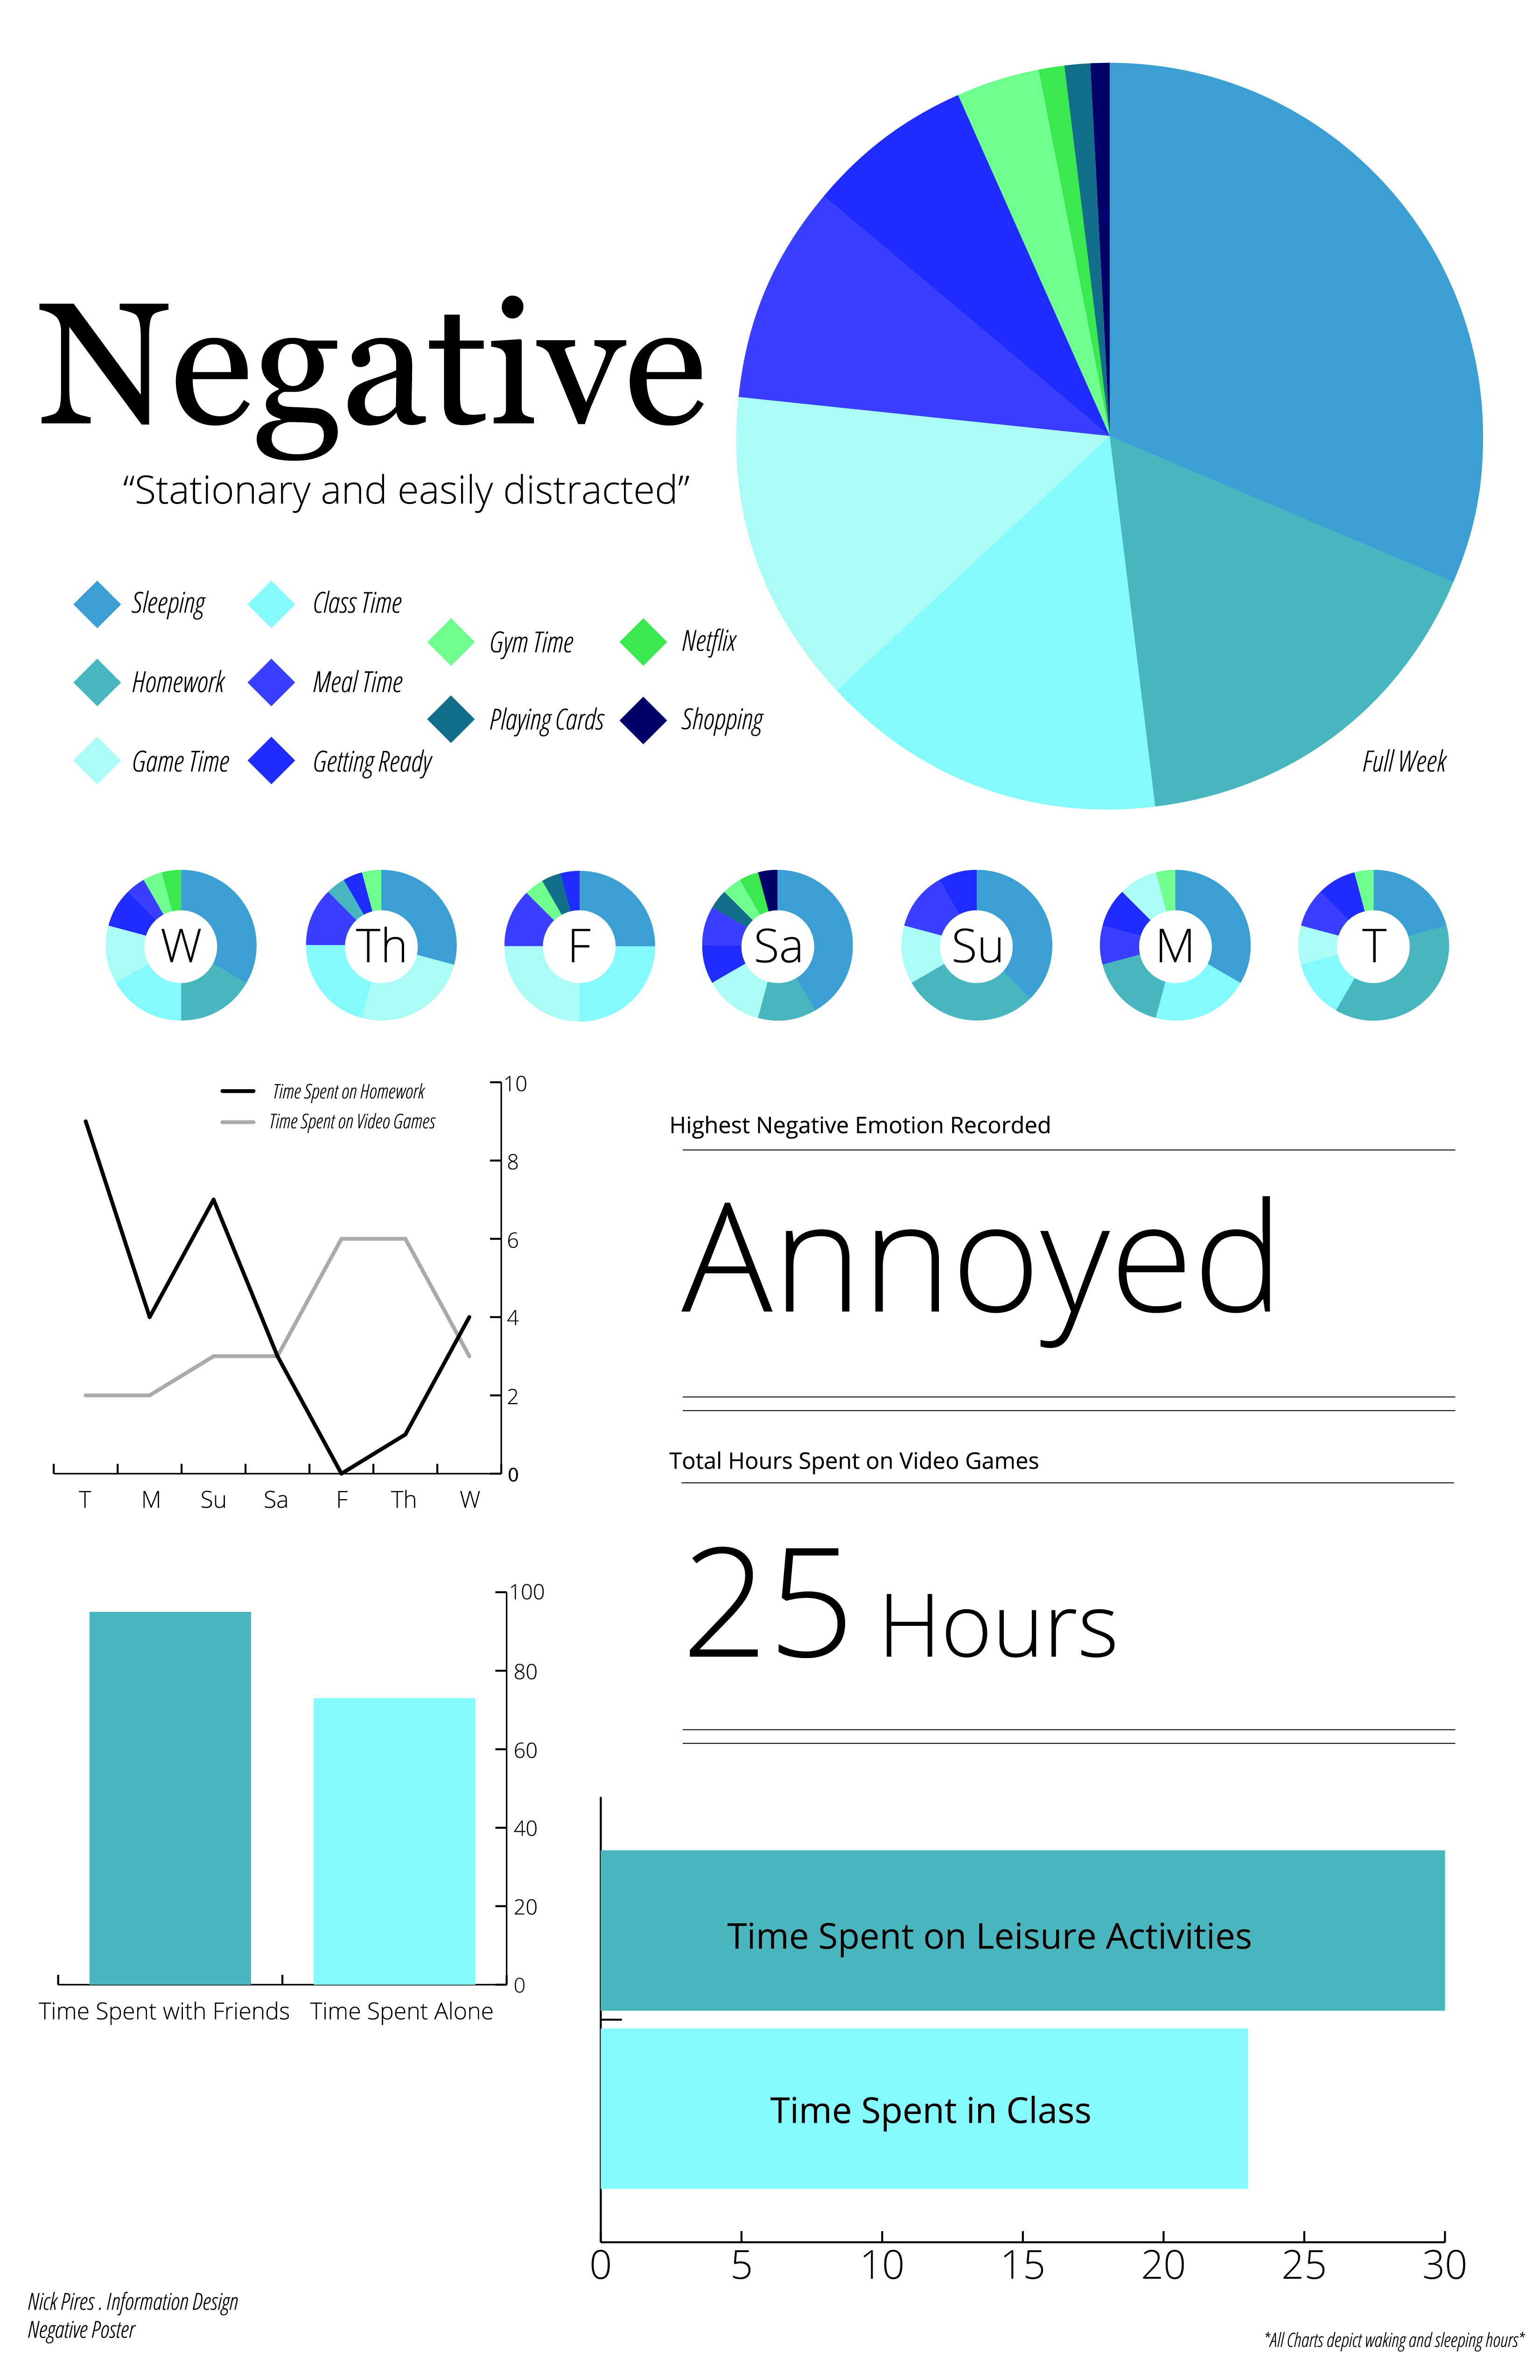 Negative
“Stationary and easily distracted”
Sleeping
Class Time
Gym Time
Netflix
Homework
Meal Time
Playing Cards
Shopping
Game Time
Getting Ready
Full Week
W
Th
F
Sa
Su
M
T
Time Spent on Homework
Time Spent on Video Games
10
8
6
4
2
0
T M Su Sa F Th W
Highest Negative Emotion Recorded
Annoyed
Total Hours Spent on Video Games
25 Hours
100
80
60
40
20
0
Time Spent with Friends
Time Spent Alone
Time Spent on Leisure Activities
Time Spent in Class
0 5 10 15 20 25 30
Nick Pires . Information Design
Negative Poster
*All Charts depict waking and sleeping hours*